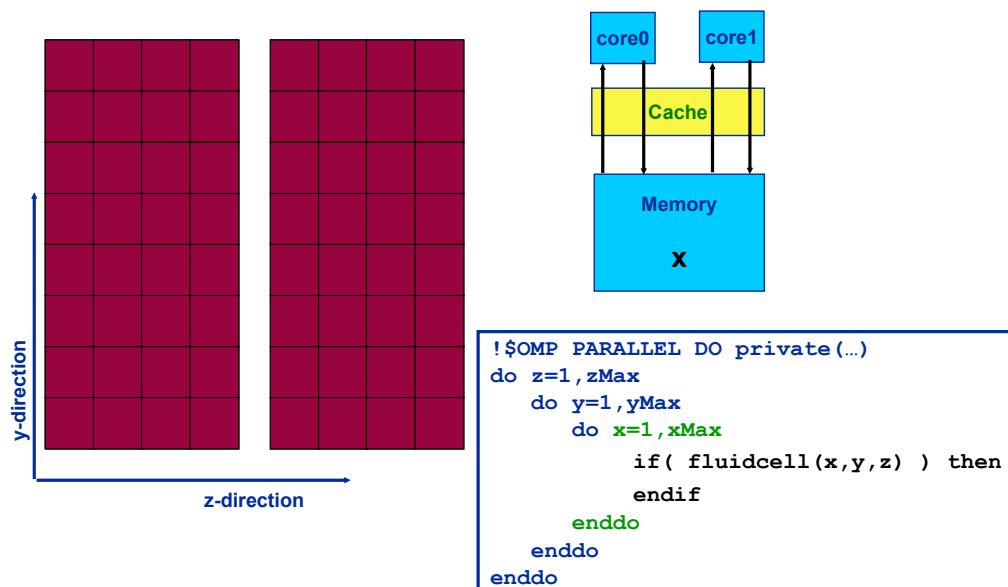 core0
core1
Cache
Memory
x
y-direction
z-direction
!$OMP PARALLEL DO private(…)
do z=1,zMax
do y=1,yMax
do x=1,xMax
if( fluidcell(x,y,z) ) then
endif
enddo
enddo
enddo